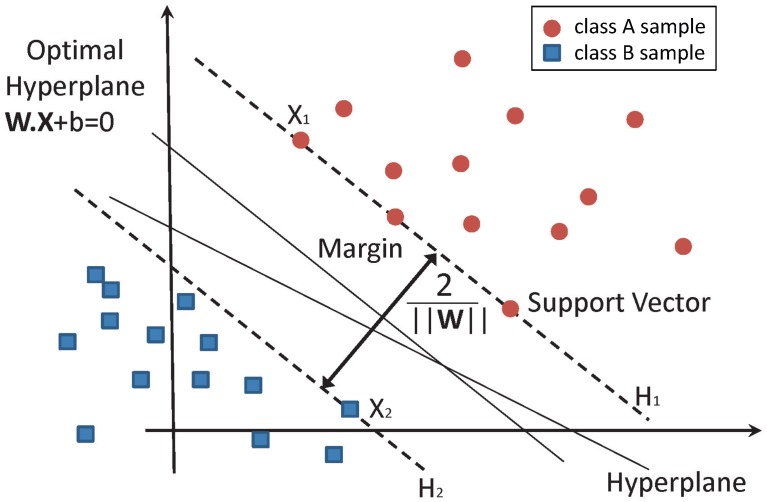 class A sample
class B sample
Optimal
Hyperplane
W.X+b=0
X₁
Margin
2
||W||
Support Vector
H₁
X₂
H₂
Hyperplane